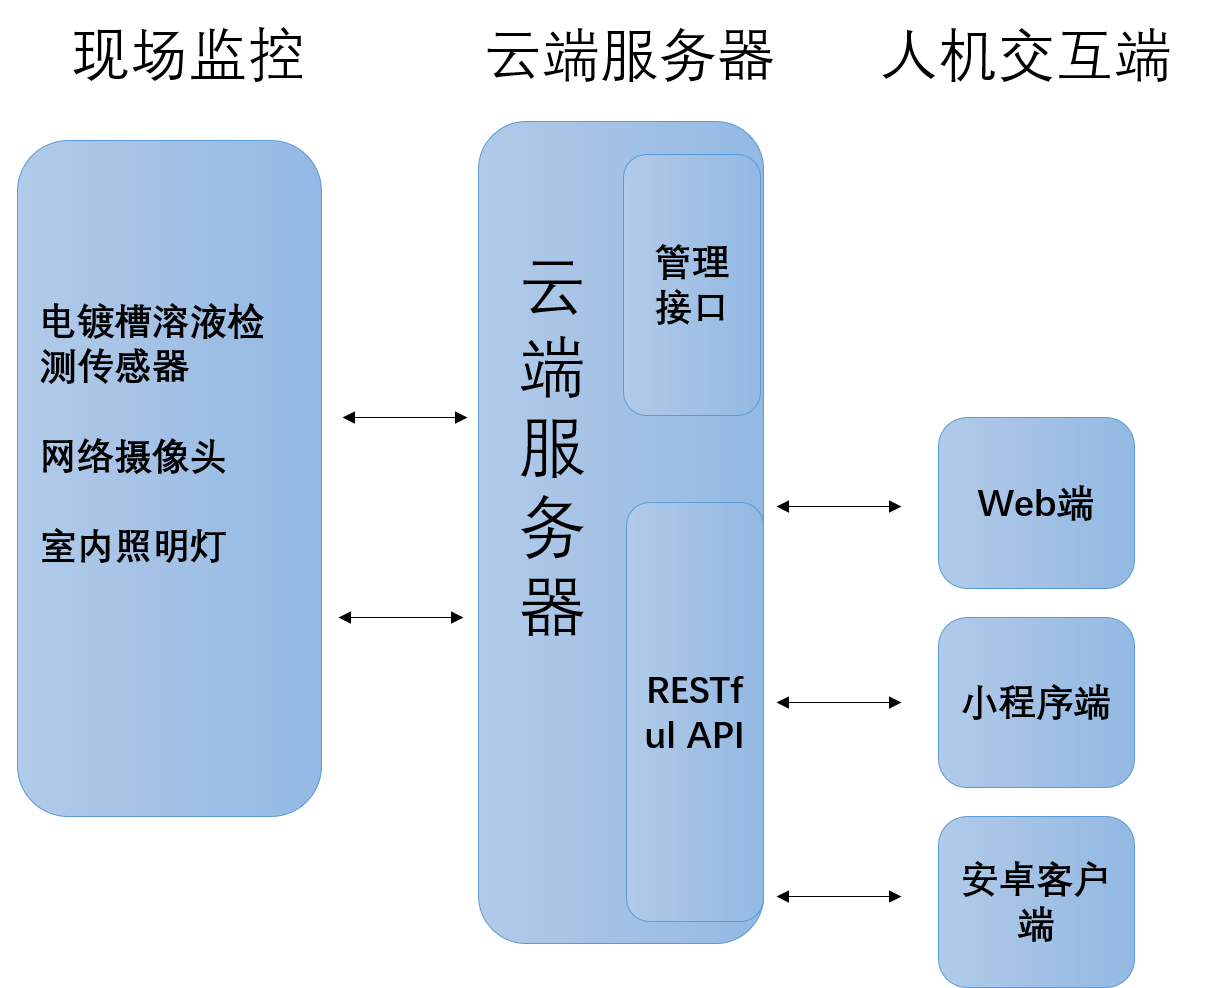 现场监控
云端服务器
人机交互端
电镀槽溶液检
测传感器
网络摄像头
室内照明灯
云
端
服
务
器
管理
接口
RESTf
ul API
Web端
小程序端
安卓客户
端